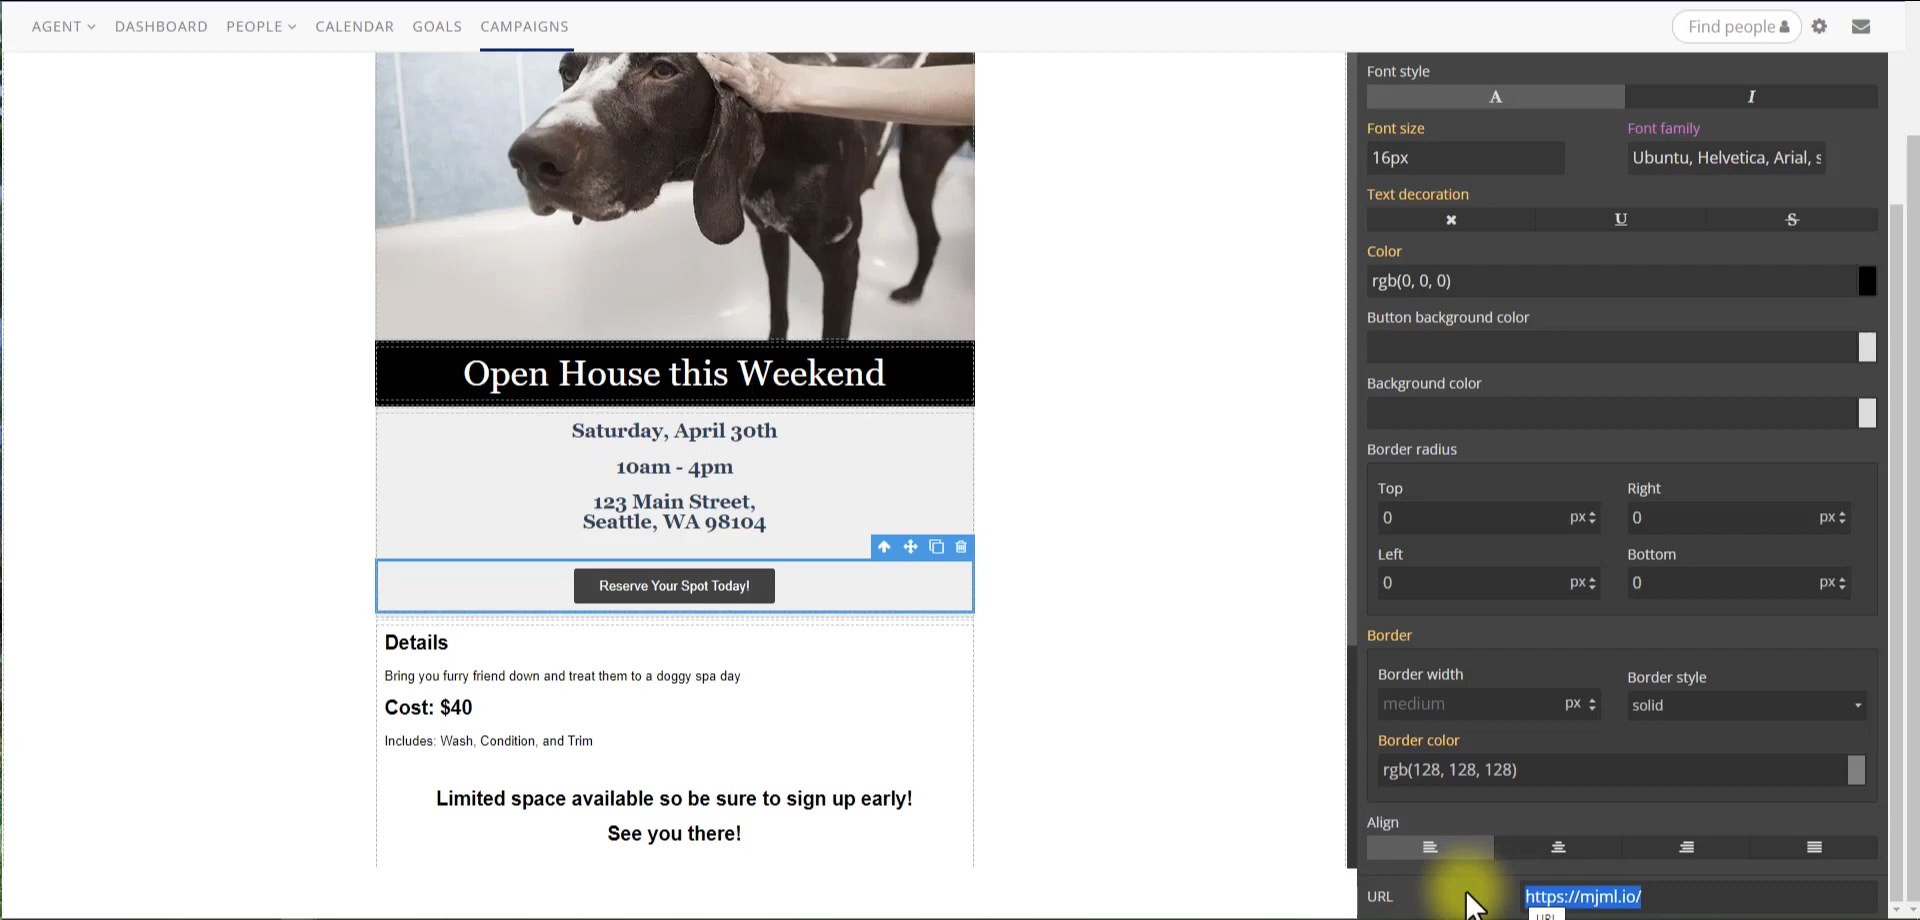 AGENT DASHBOARD PEOPLE CALENDAR GOALS CAMPAIGNS Find people
Open House this Weekend
Saturday, April 30th
10am - 4pm
123 Main Street,
Seattle, WA 98104
Reserve Your Spot Today!
Details
Bring you furry friend down and treat them to a doggy spa day
Cost: $40
Includes: Wash, Condition, and Trim
Limited space available so be sure to sign up early!
See you there!
Font style
A I
Font size Font family
16px Ubuntu, Helvetica, Arial, s
Text decoration
U S
Color
rgb(0, 0, 0)
Button background color
Background color
Border radius
Top Right
0 px 0 px
Left Bottom
0 px 0 px
Border
Border width Border style
medium px solid
Border color
rgb(128, 128, 128)
Align
URL https://mjml.io/
URL